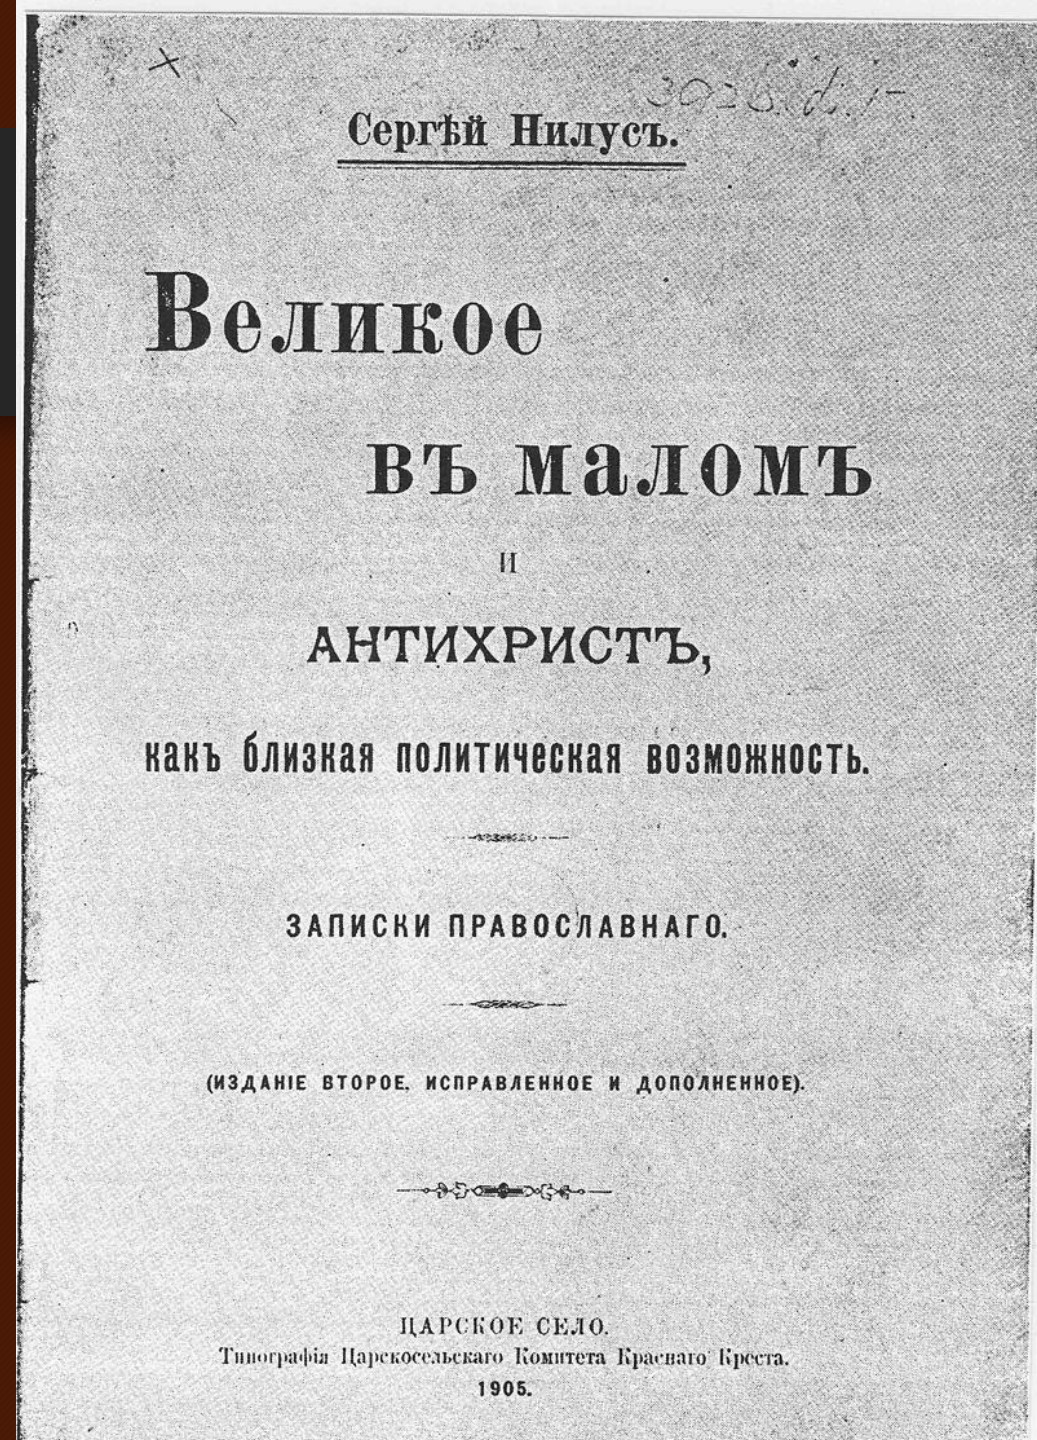 Сергѣй Нилусъ.
Великое
въ маломъ
и
АНТИХРИСТЪ,
какъ близкая политическая возможность.
ЗАПИСКИ ПРАВОСЛАВНАГО.
(ИЗДАНІЕ ВТОРОЕ. ИСПРАВЛЕННОЕ И ДОПОЛНЕННОЕ).
ЦАРСКОЕ СЕЛО.
Типографія Царскосельскаго Комитета Краснаго Креста.
1905.